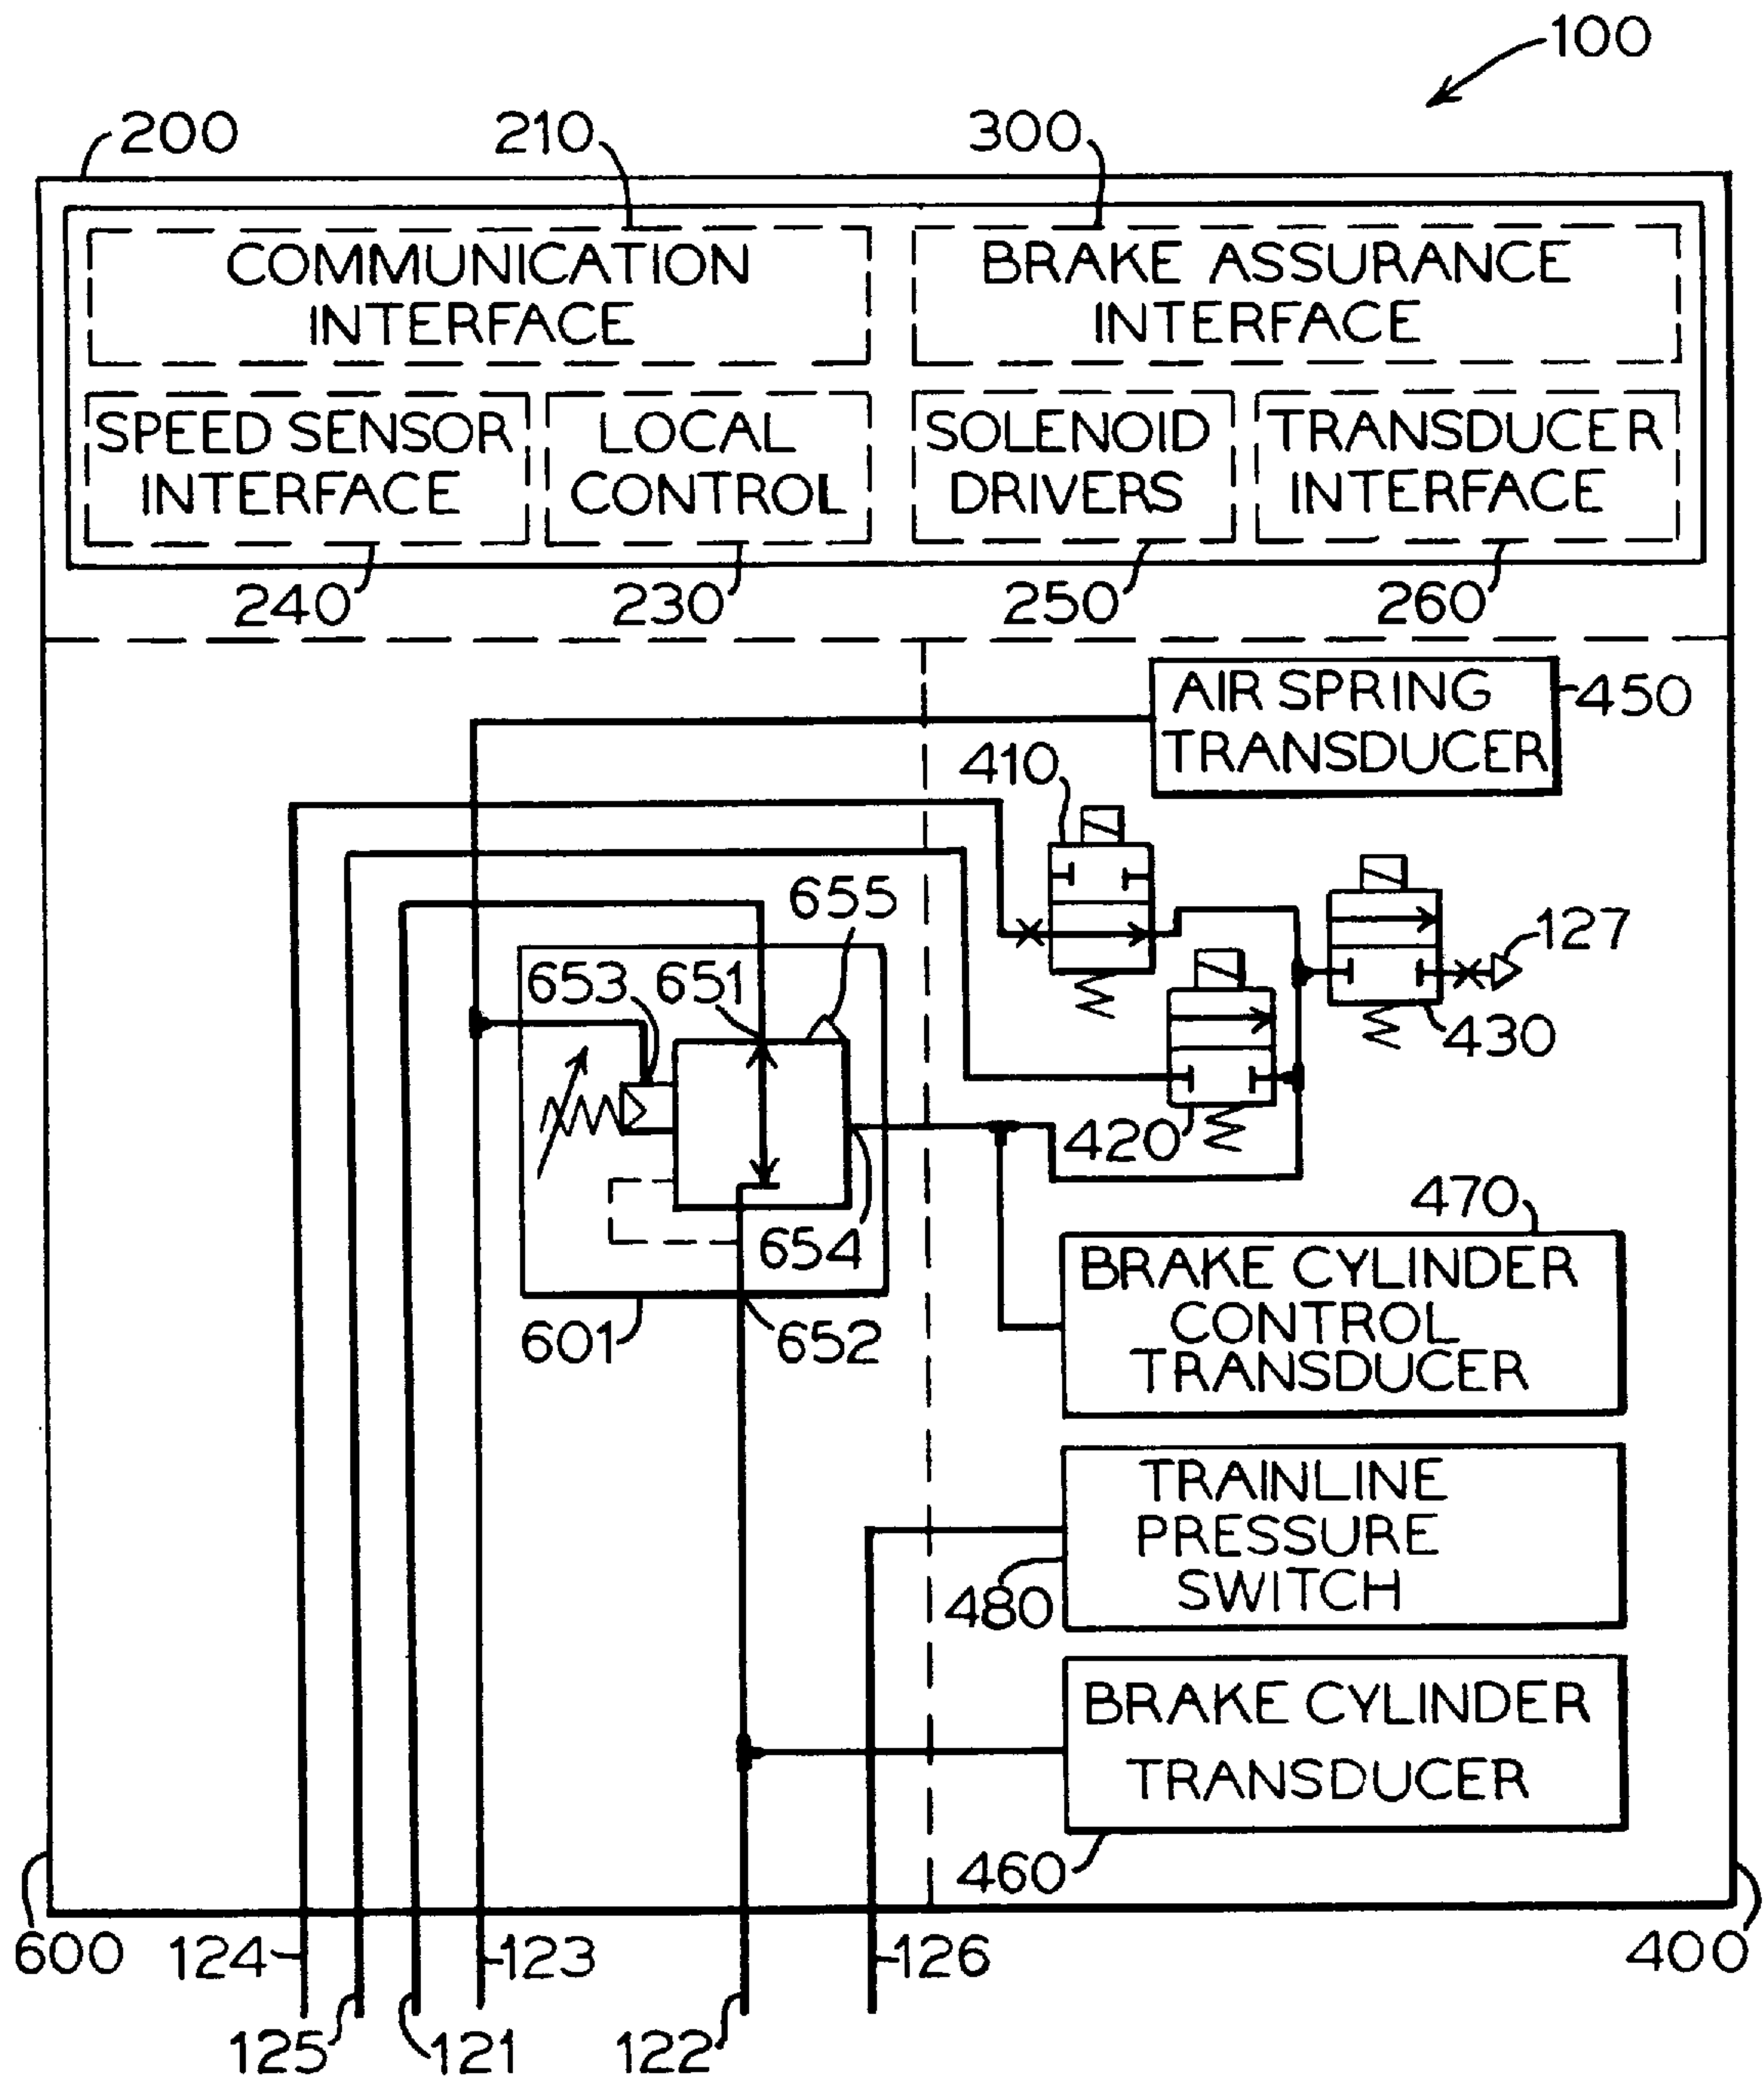 100
200
210
300
COMMUNICATION
INTERFACE
BRAKE ASSURANCE
INTERFACE
SPEED SENSOR
INTERFACE
LOCAL
CONTROL
SOLENOID
DRIVERS
TRANSDUCER
INTERFACE
240
230
250
260
AIR SPRING
TRANSDUCER
450
410
655
127
653
651
430
420
654
470
BRAKE CYLINDER
CONTROL
TRANSDUCER
601
652
TRAINLINE
PRESSURE
SWITCH
480
BRAKE CYLINDER
TRANSDUCER
460
600
124
123
126
400
125
121
122